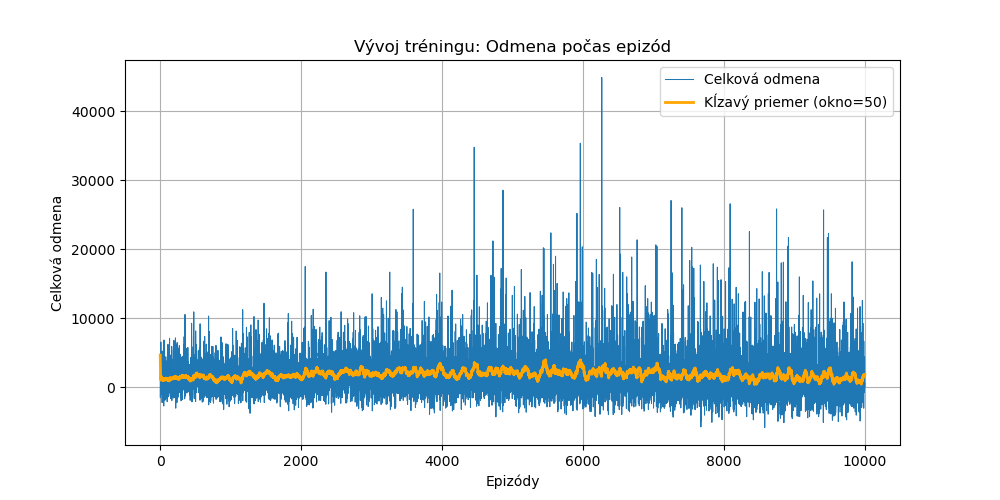 Vývoj tréningu: Odmena počas epizód
Celková odmena
Kĺzavý priemer (okno=50)
40000
30000
20000
10000
0
Celková odmena
0 2000 4000 6000 8000 10000
Epizódy